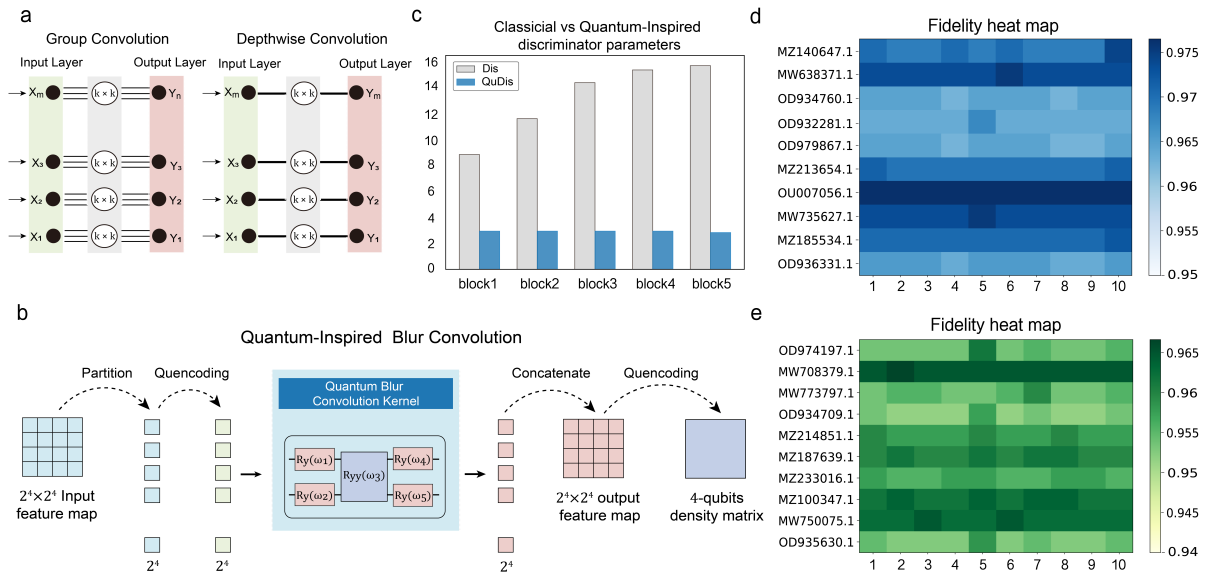 a
Group Convolution
Depthwise Convolution
Input Layer
Output Layer
Input Layer
Output Layer
Xm
k × k
Yn
Xm
k × k
Ym
X₃
k × k
Y₃
X₃
k × k
Y₃
X₂
k × k
Y₂
X₂
k × k
Y₂
X₁
k × k
Y₁
X₁
k × k
Y₁
c
Classicial vs Quantum-Inspired
discriminator parameters
16
14
12
10
8
6
4
2
0
Dis
QuDis
block1 block2 block3 block4 block5
b
Quantum-Inspired Blur Convolution
Partition
Quencoding
Quantum Blur
Convolution Kernel
Concatenate
Quencoding
Ry(ω₁)
Ry(ω₂)
Ryy(ω₃)
Ry(ω₄)
Ry(ω₅)
2⁴×2⁴ Input
feature map
2⁴
2⁴
2⁴
2⁴×2⁴ output
feature map
4-qubits
density matrix
d
Fidelity heat map
MZ140647.1
MW638371.1
OD934760.1
OD932281.1
OD979867.1
MZ213654.1
OU007056.1
MW735627.1
MZ185534.1
OD936331.1
1 2 3 4 5 6 7 8 9 10
0.975
0.97
0.965
0.96
0.955
0.95
e
Fidelity heat map
OD974197.1
MW708379.1
MW773797.1
OD934709.1
MZ214851.1
MZ187639.1
MZ233016.1
MZ100347.1
MW750075.1
OD935630.1
1 2 3 4 5 6 7 8 9 10
0.965
0.96
0.955
0.95
0.945
0.94